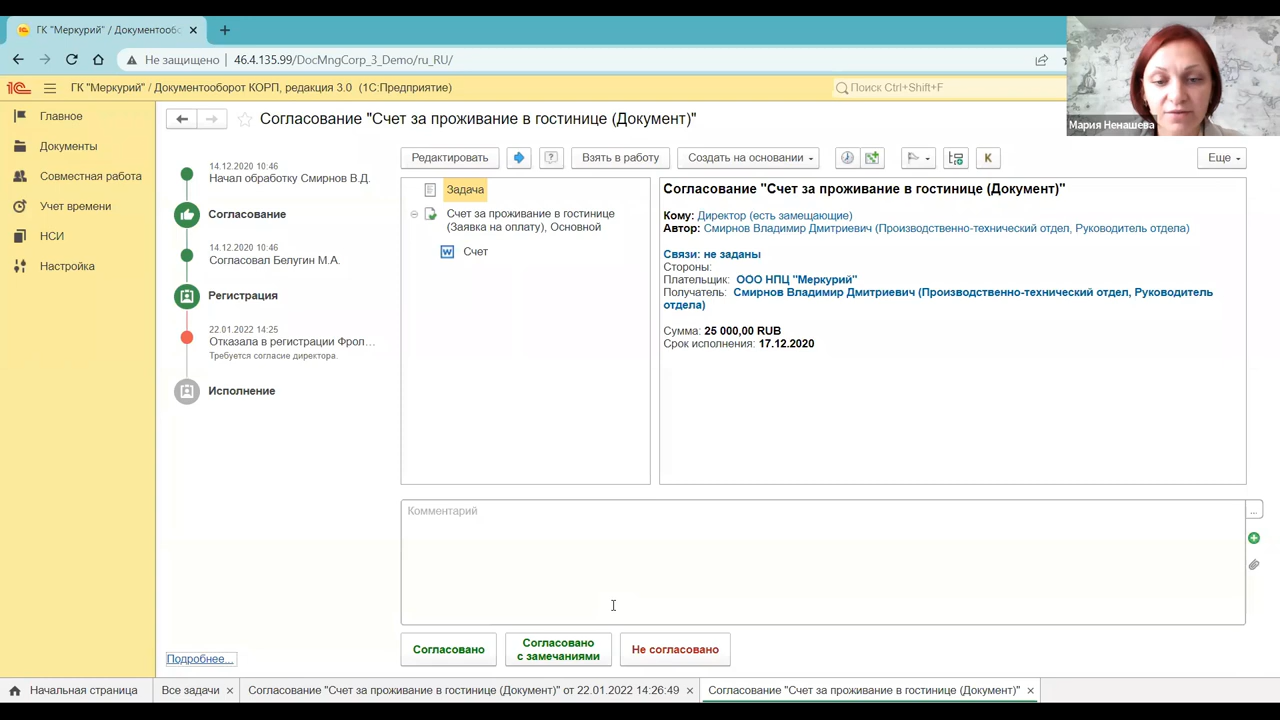 ГК "Меркурий" / Документообо
Не защищено
46.4.135.99/DocMngCorp_3_Demo/ru_RU/
ГК "Меркурий" / Документооборот КОРП, редакция 3.0 (1С:Предприятие)
Поиск Ctrl+Shift+F
Мария Ненашева
Главное
Документы
Совместная работа
Учет времени
НСИ
Настройка
Согласование "Счет за проживание в гостинице (Документ)"
14.12.2020 10:46
Начал обработку Смирнов В.Д.
Согласование
14.12.2020 10:46
Согласовал Белугин М.А.
Регистрация
22.01.2022 14:25
Отказала в регистрации Фрол...
Требуется согласие директора.
Исполнение
Подробнее...
Редактировать
Взять в работу
Создать на основании
К
Еще
Задача
Счет за проживание в гостинице
(Заявка на оплату), Основной
Счет
Согласование "Счет за проживание в гостинице (Документ)"
Кому: Директор (есть замещающие)
Автор: Смирнов Владимир Дмитриевич (Производственно-технический отдел, Руководитель отдела)
Связи: не заданы
Стороны:
Плательщик: ООО НПЦ "Меркурий"
Получатель: Смирнов Владимир Дмитриевич (Производственно-технический отдел, Руководитель
отдела)
Сумма: 25 000,00 RUB
Срок исполнения: 17.12.2020
Комментарий
...
Согласовано
Согласовано
с замечаниями
Не согласовано
Начальная страница
Все задачи
Согласование "Счет за проживание в гостинице (Документ)" от 22.01.2022 14:26:49
Согласование "Счет за проживание в гостинице (Документ)"